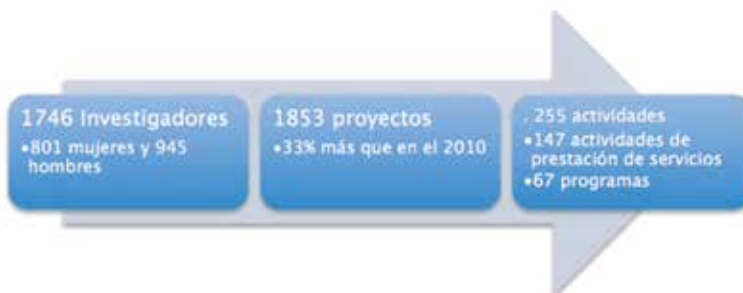 1746 Investigadores
•801 mujeres y 945
hombres
1853 proyectos
•33% más que en el 2010
. 255 actividades
•147 actividades de
prestación de servicios
•67 programas